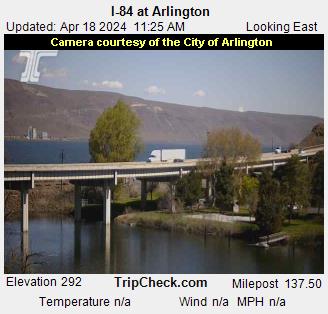 I-84 at Arlington
Updated: Apr 18 2024 11:25 AM Looking East
Camera courtesy of the City of Arlington
Elevation 292 TripCheck.com Milepost 137.50
Temperature n/a Wind n/a MPH n/a